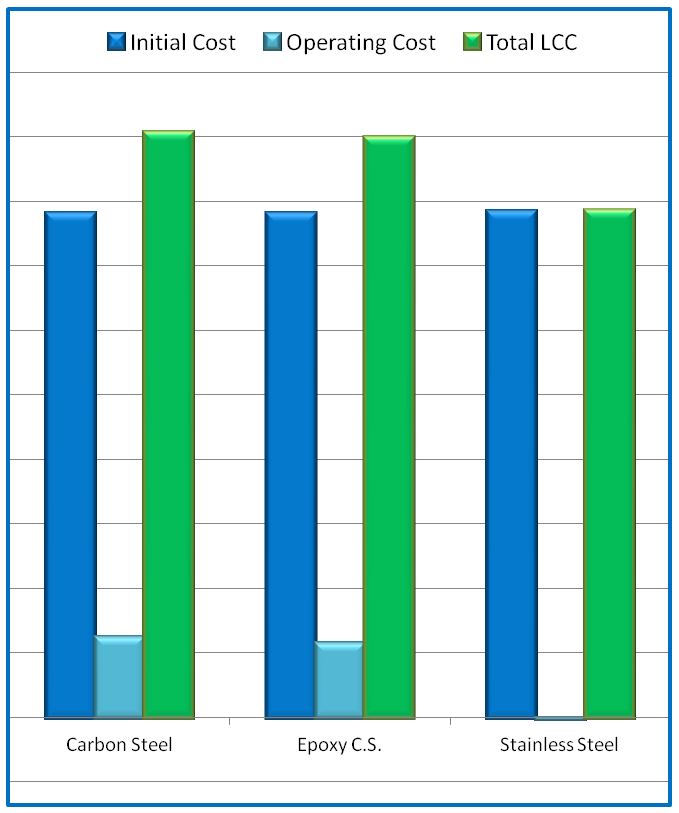 Initial Cost Operating Cost Total LCC
Carbon Steel Epoxy C.S. Stainless Steel